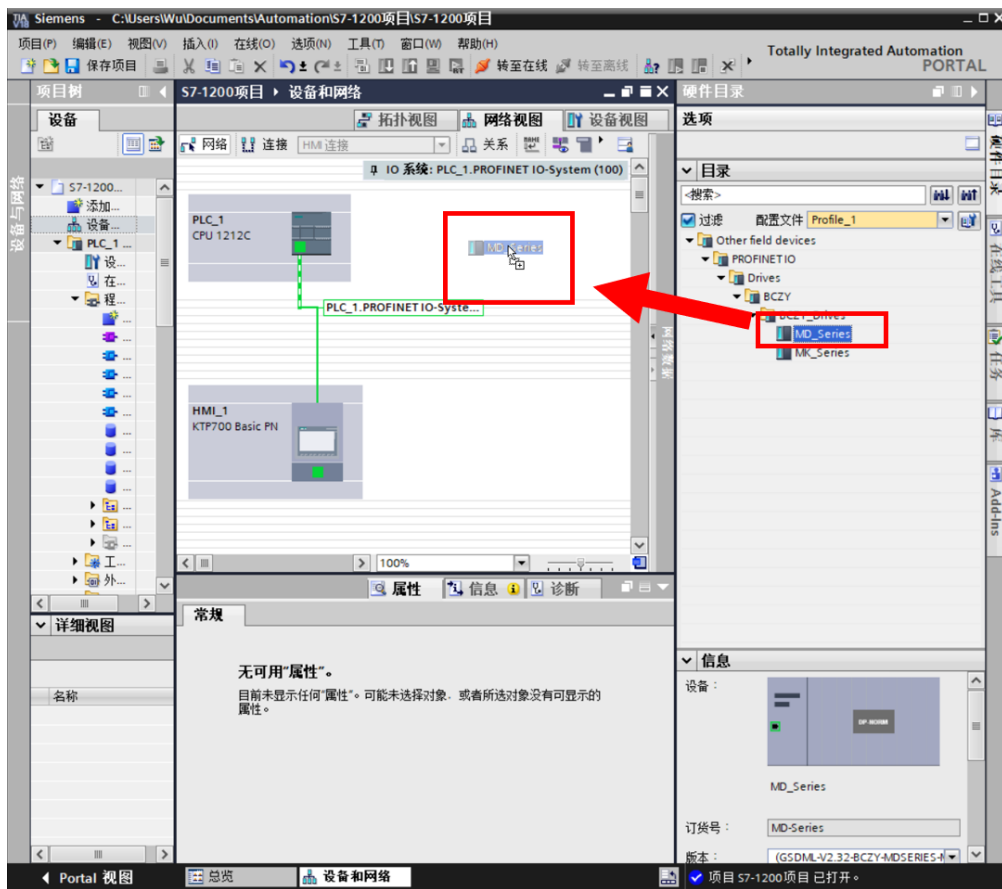 Siemens - C:\Users\Wu\Documents\Automation\S7-1200项目\S7-1200项目
项目(P) 编辑(E) 视图(V) 插入(I) 在线(O) 选项(N) 工具(T) 窗口(W) 帮助(H)
Totally Integrated Automation
PORTAL
保存项目
转至在线
转至离线
项目树
设备
设备与网络
S7-1200...
添加...
设备...
PLC_1 ...
设...
在...
程...
...
...
...
...
...
...
...
...
...
...
...
...
工...
外...
详细视图
名称
S7-1200项目 ▸ 设备和网络
拓扑视图 网络视图 设备视图
网络 连接 HMI 连接 关系
IO 系统: PLC_1.PROFINET IO-System (100)
PLC_1
CPU 1212C
MD_Series
PLC_1.PROFINET IO-Syste...
HMI_1
KTP700 Basic PN
网络数据
100%
属性 信息 诊断
常规
无可用“属性”。
目前未显示任何“属性”。可能未选择对象，或者所选对象没有可显示的
属性。
硬件目录
选项
目录
<搜索>
过滤 配置文件 Profile_1
Other field devices
PROFINET IO
Drives
BCZY
BCZY_Drives
MD_Series
MK_Series
信息
设备：
DP-NORM
MD_Series
订货号： MD-Series
版本： (GSDML-V2.32-BCZY-MDSERIES-
硬件目录
在线工具
任务
库
Add-Ins
Portal 视图
总览
设备和网络
项目 S7-1200项目 已打开。